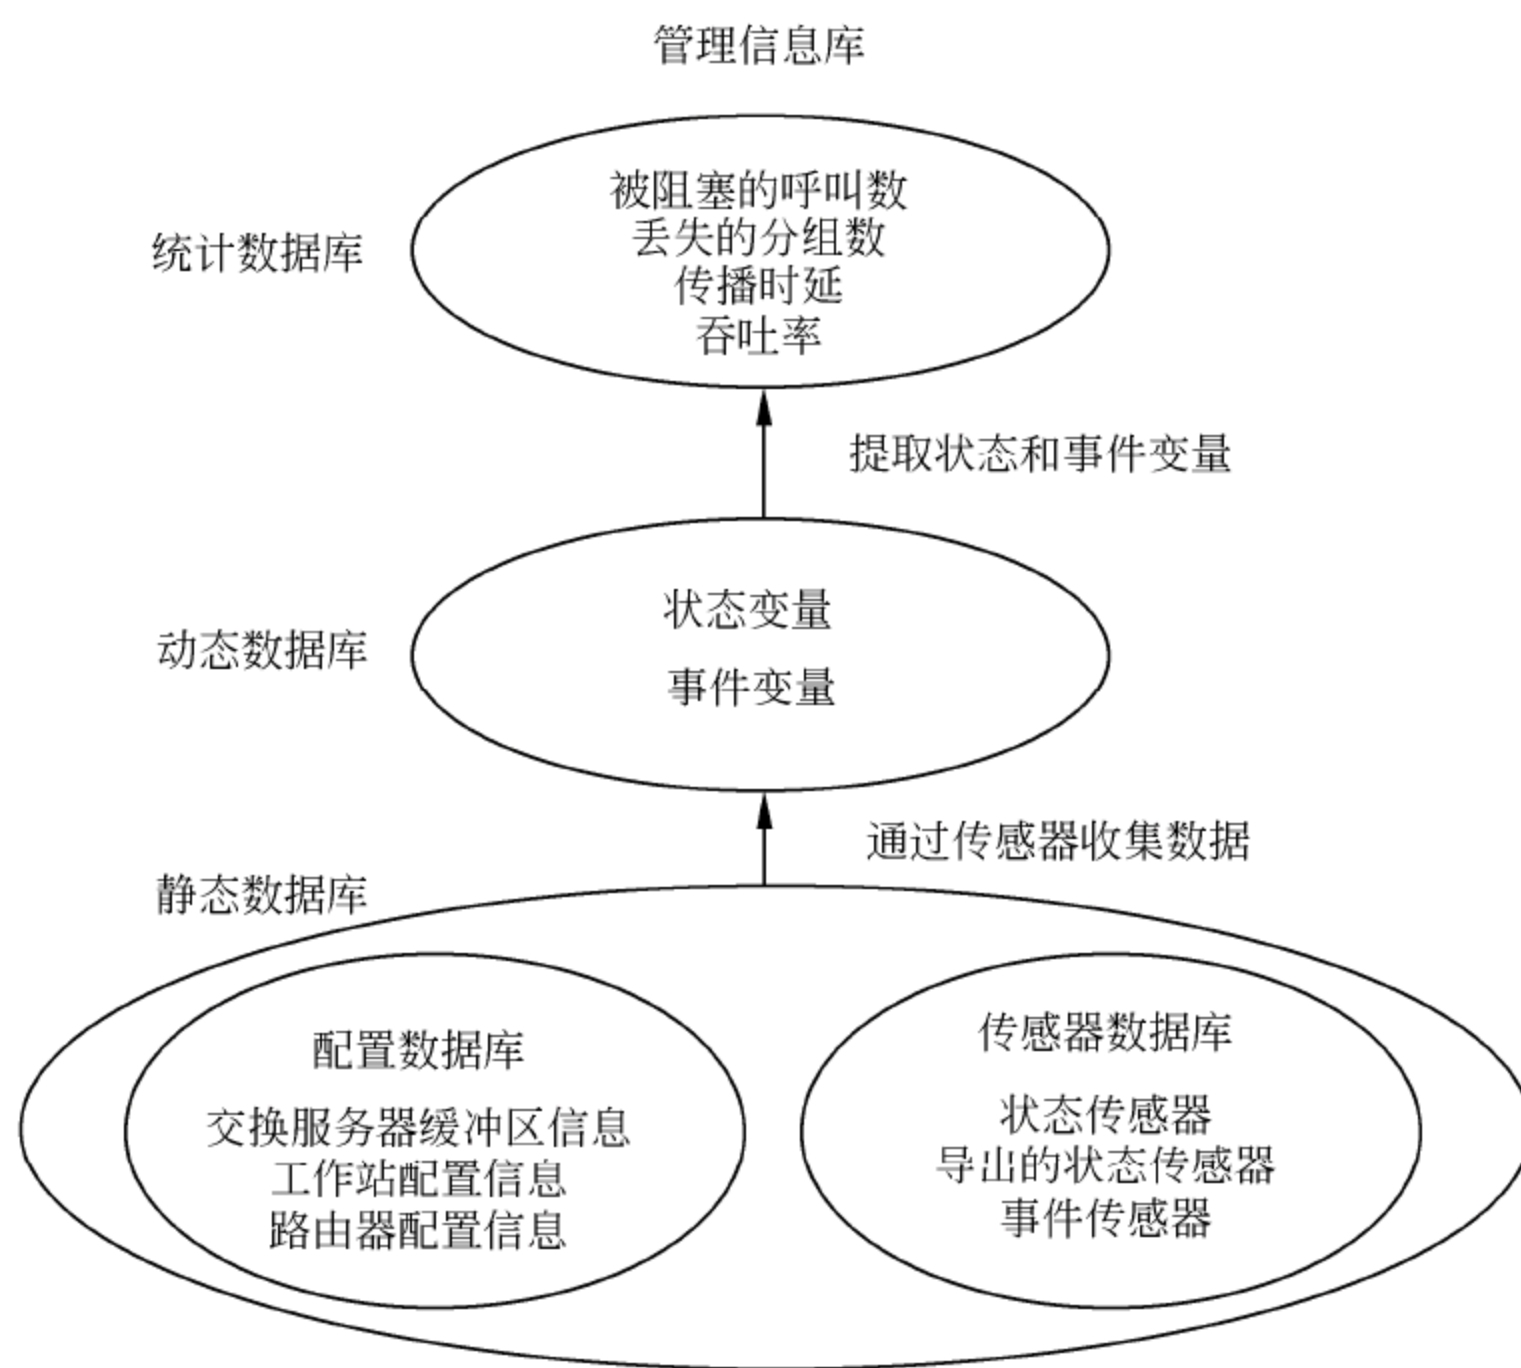 管理信息库
被阻塞的呼叫数
丢失的分组数
传播时延
吞吐率
统计数据库
提取状态和事件变量
状态变量
事件变量
动态数据库
通过传感器收集数据
静态数据库
配置数据库
交换服务器缓冲区信息
工作站配置信息
路由器配置信息
传感器数据库
状态传感器
导出的状态传感器
事件传感器